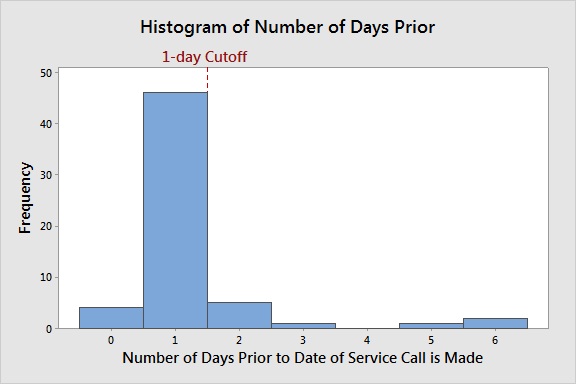 Histogram of Number of Days Prior
1-day Cutoff
50
40
30
20
10
0
Frequency
0 1 2 3 4 5 6
Number of Days Prior to Date of Service Call is Made